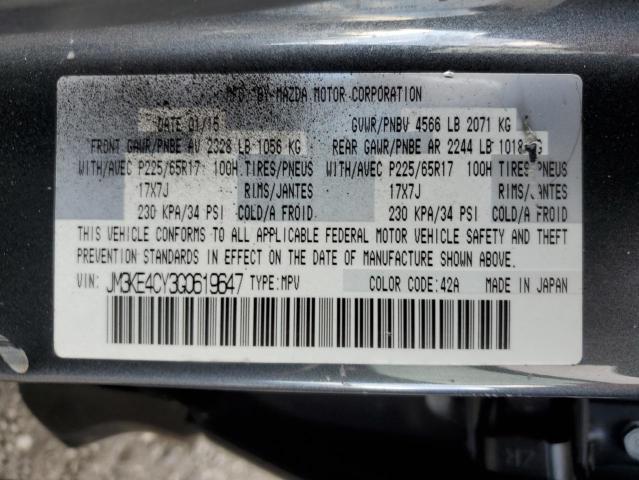 MFD. BY MAZDA MOTOR CORPORATION
DATE 01/16 GVWR/PNBV 4566 LB 2071 KG
FRONT GAWR/PNBE AV 2328 LB 1056 KG REAR GAWR/PNBE AR 2244 LB 1018 KG
WITH/AVEC P225/65R17 100H TIRES/PNEUS WITH/AVEC P225/65R17 100H TIRES/PNEUS
17X7J RIMS/JANTES 17X7J RIMS/JANTES
230 KPA/34 PSI COLD/A FROID 230 KPA/34 PSI COLD/A FROID
THIS VEHICLE CONFORMS TO ALL APPLICABLE FEDERAL MOTOR VEHICLE SAFETY AND THEFT
PREVENTION STANDARDS IN EFFECT ON THE DATE OF MANUFACTURE SHOWN ABOVE.
VIN: JM3KE4CY3G0619647 TYPE: MPV COLOR CODE: 42A MADE IN JAPAN